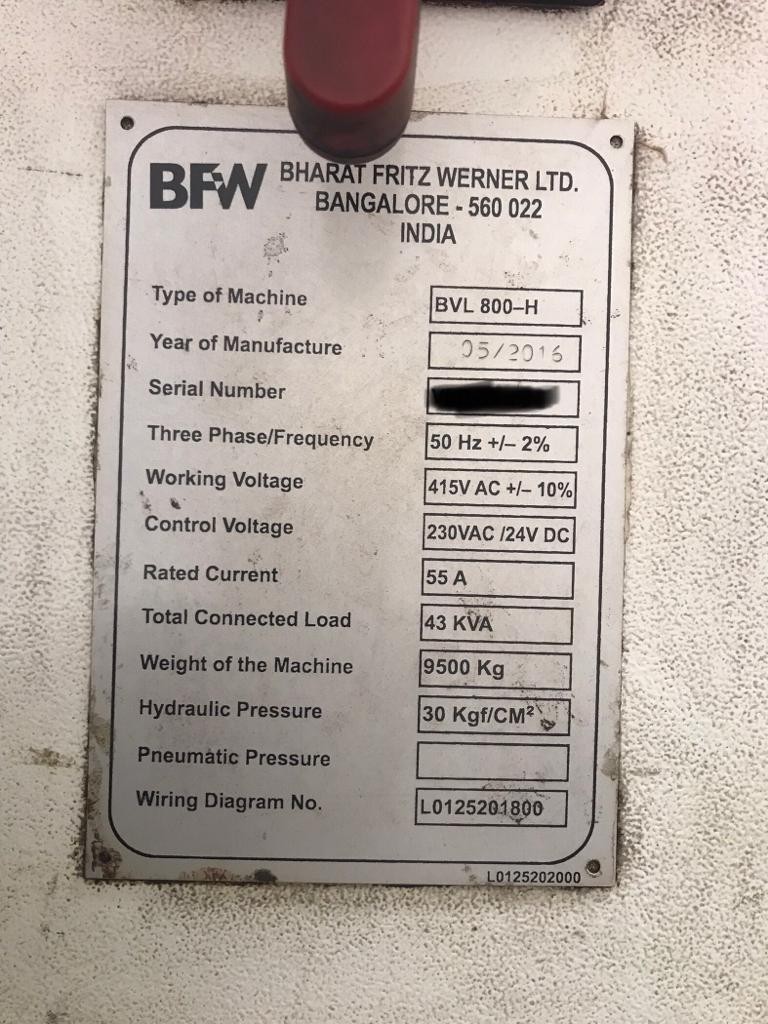 BFW
BHARAT FRITZ WERNER LTD.
BANGALORE - 560 022
INDIA
Type of Machine BVL 800–H
Year of Manufacture 05/2016
Serial Number
Three Phase/Frequency 50 Hz +/– 2%
Working Voltage 415V AC +/– 10%
Control Voltage 230VAC /24V DC
Rated Current 55 A
Total Connected Load 43 KVA
Weight of the Machine 9500 Kg
Hydraulic Pressure 30 Kgf/CM²
Pneumatic Pressure
Wiring Diagram No. L0125201800
L0125202000